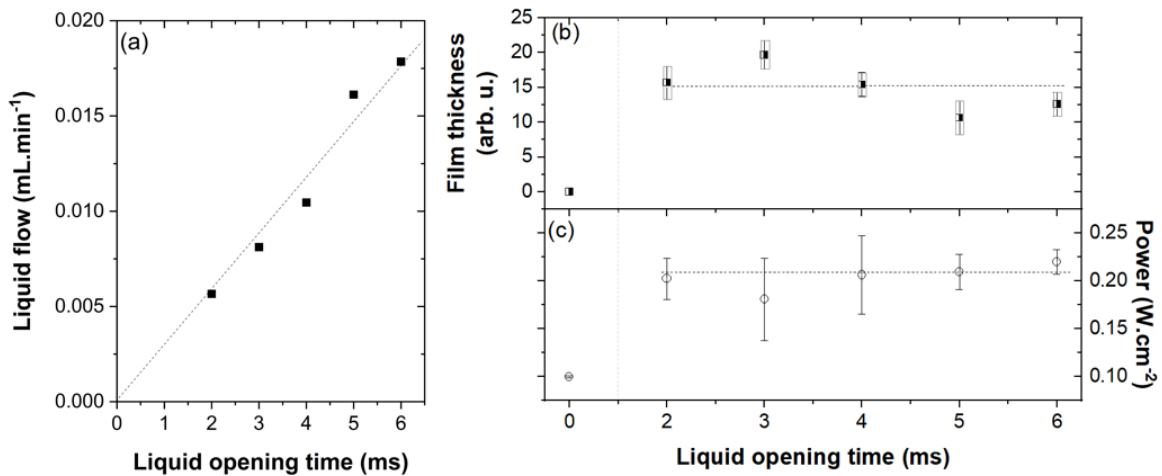 (a)
Liquid flow (mL.min⁻¹)
0.020
0.015
0.010
0.005
0.000
0 1 2 3 4 5 6
Liquid opening time (ms)
(b)
Film thickness
(arb. u.)
25
20
15
10
5
0
(c)
0.25
0.20
0.15
0.10
Power (W.cm⁻²)
0 2 3 4 5 6
Liquid opening time (ms)